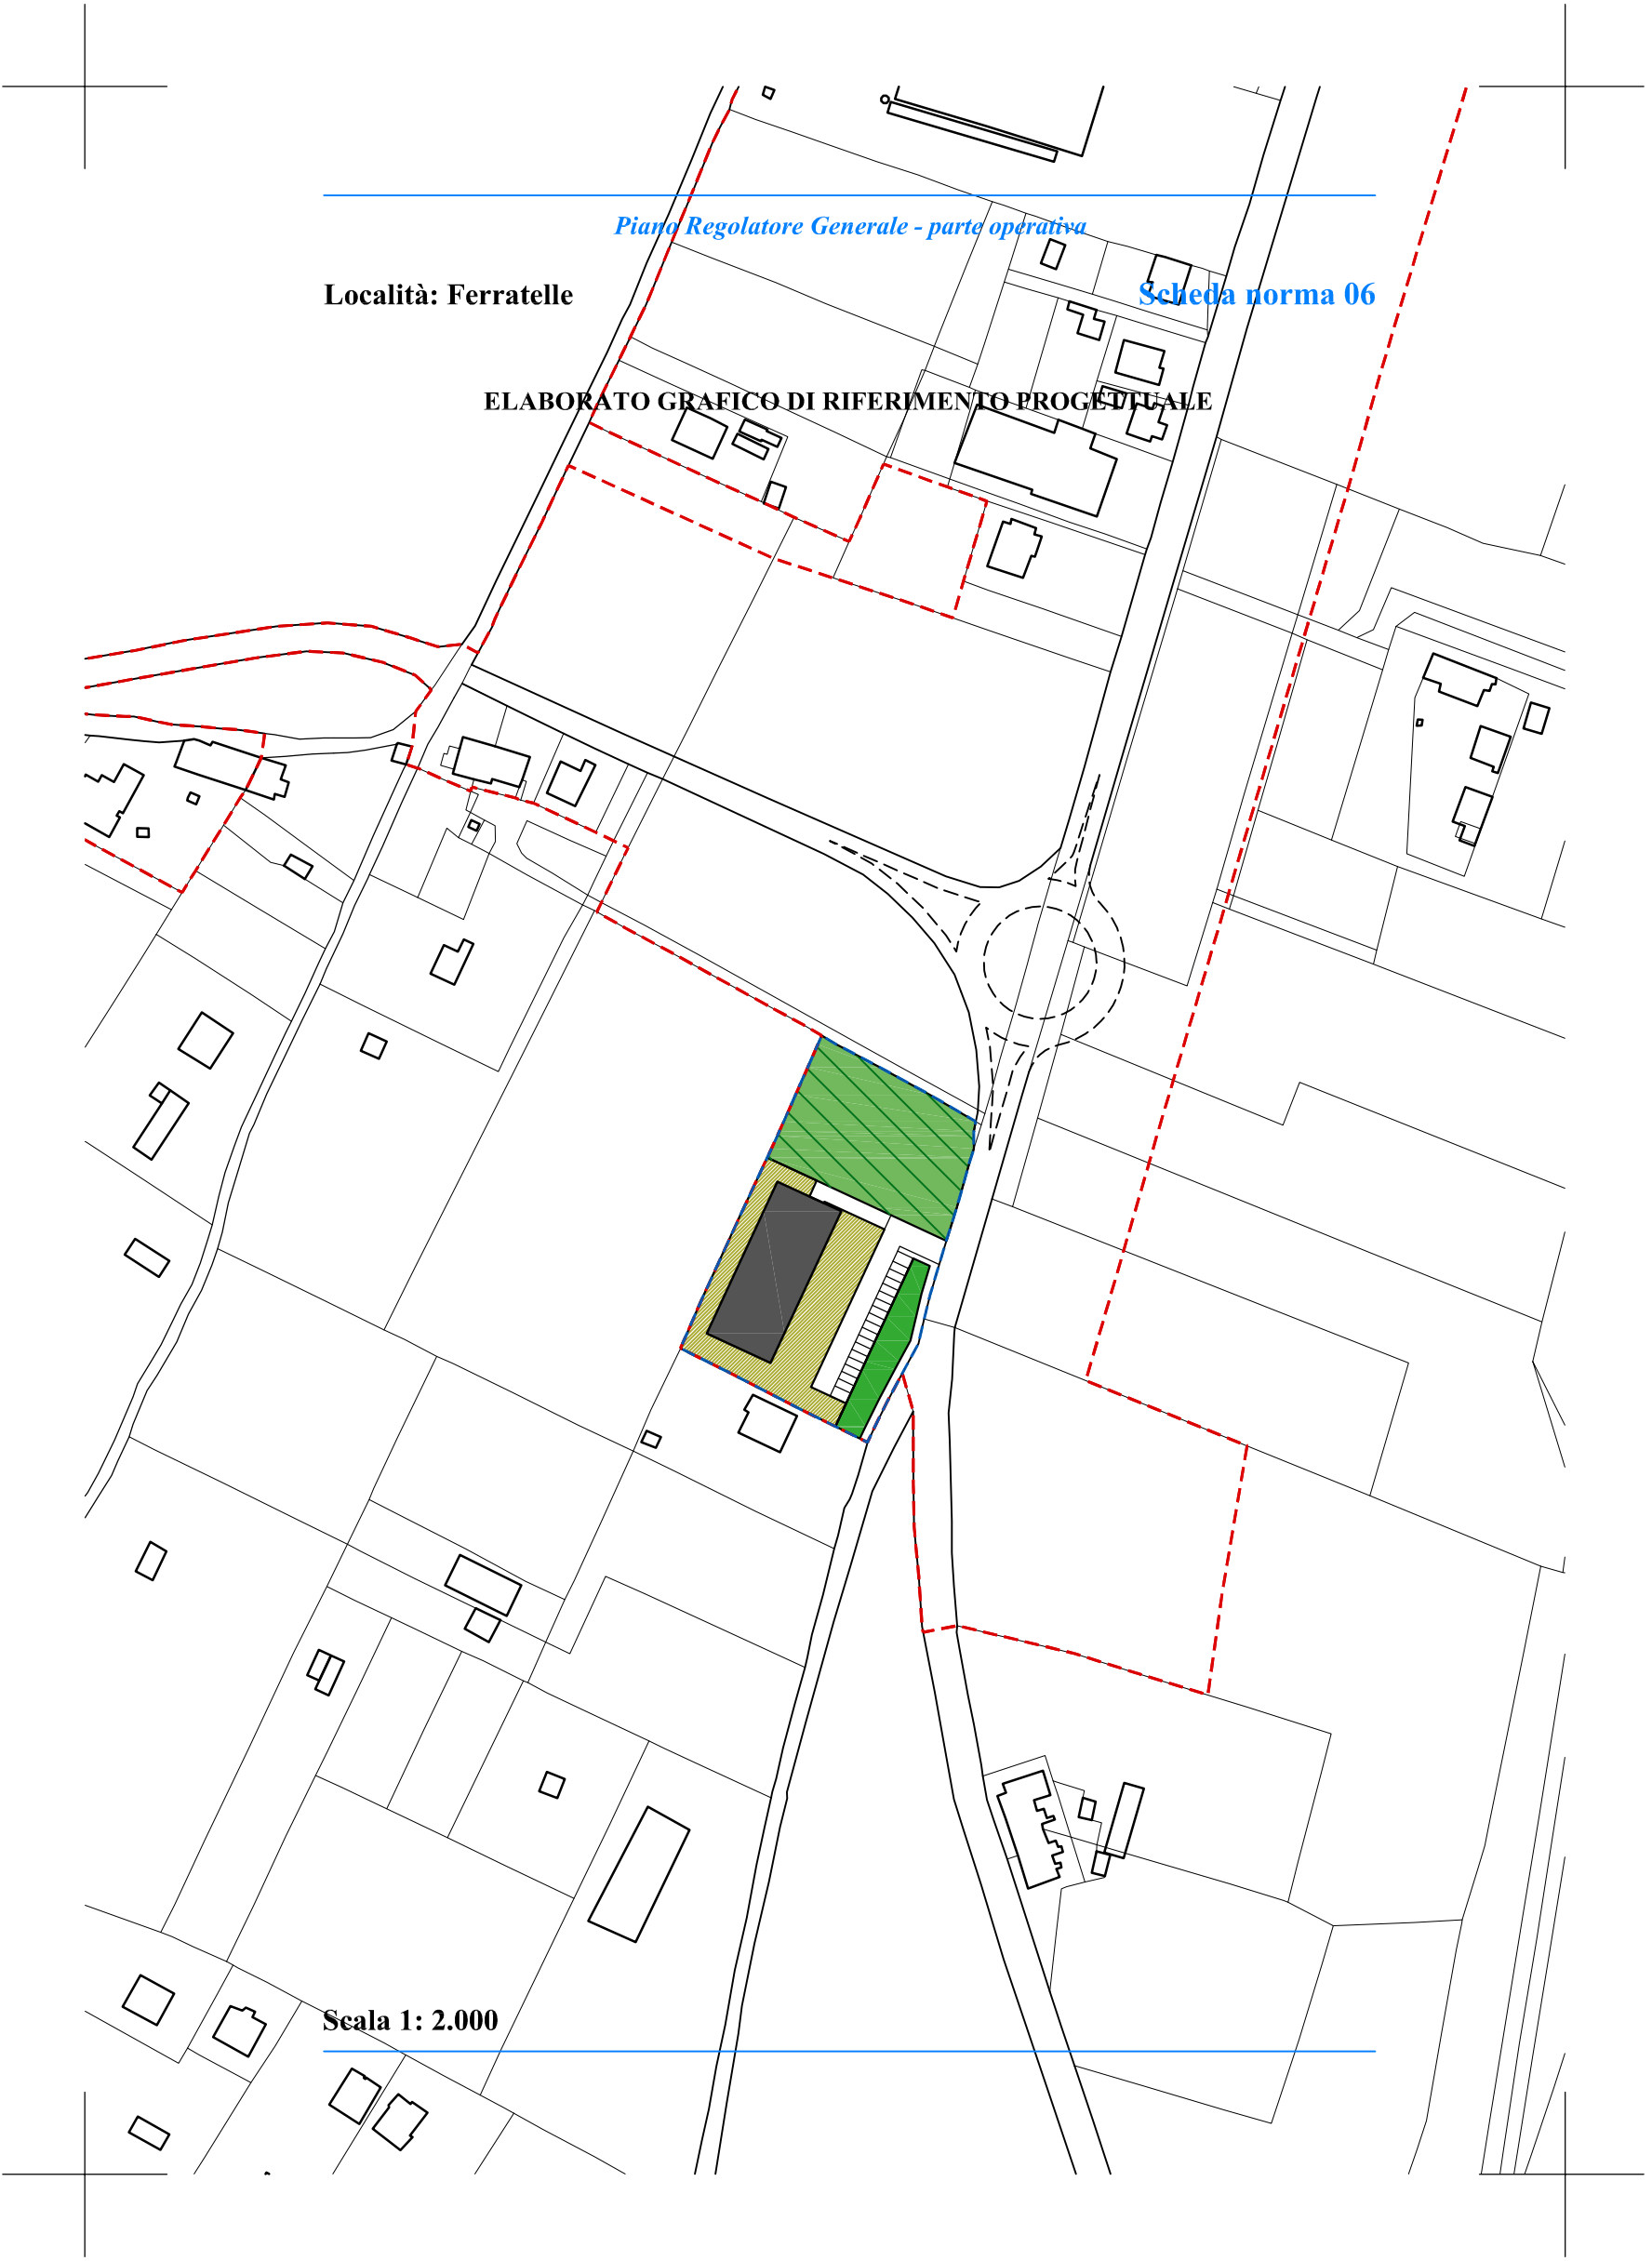 Piano Regolatore Generale - parte operativa
Località: Ferratelle
Scheda norma 06
ELABORATO GRAFICO DI RIFERIMENTO PROGETTUALE
Scala 1: 2.000